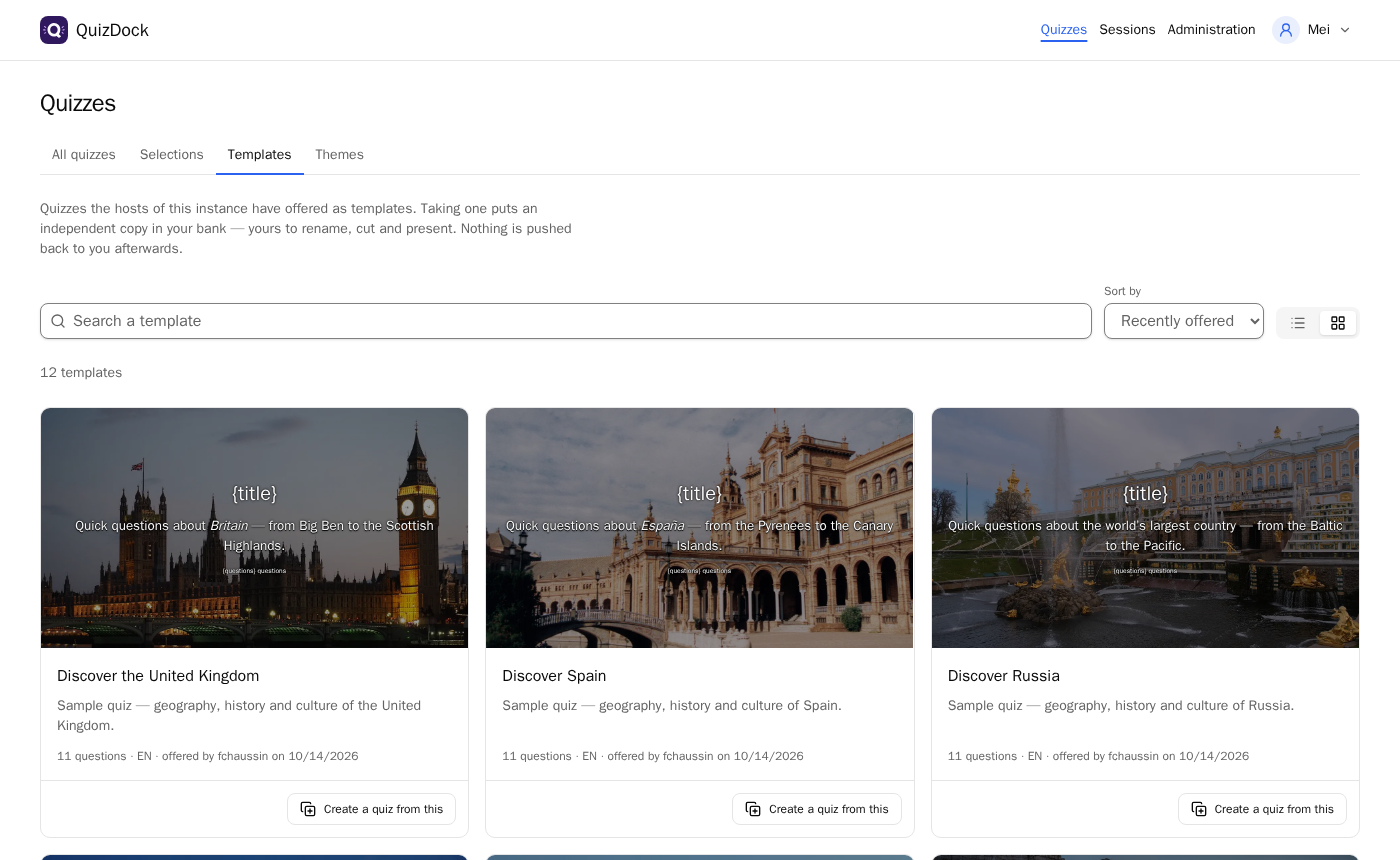 QuizDock
Quizzes
Sessions
Administration
Mei
Quizzes
All quizzes
Selections
Templates
Themes
Quizzes the hosts of this instance have offered as templates. Taking one puts an
independent copy in your bank — yours to rename, cut and present. Nothing is pushed
back to you afterwards.
Sort by
Search a template
Recently offered
12 templates
{title}
Quick questions about Britain — from Big Ben to the Scottish
Highlands.
{questions} questions
{title}
Quick questions about España — from the Pyrenees to the Canary
Islands.
{questions} questions
{title}
Quick questions about the world's largest country — from the Baltic
to the Pacific.
{questions} questions
Discover the United Kingdom
Sample quiz — geography, history and culture of the United
Kingdom.
11 questions · EN · offered by fchaussin on 10/14/2026
Create a quiz from this
Discover Spain
Sample quiz — geography, history and culture of Spain.
11 questions · EN · offered by fchaussin on 10/14/2026
Create a quiz from this
Discover Russia
Sample quiz — geography, history and culture of Russia.
11 questions · EN · offered by fchaussin on 10/14/2026
Create a quiz from this